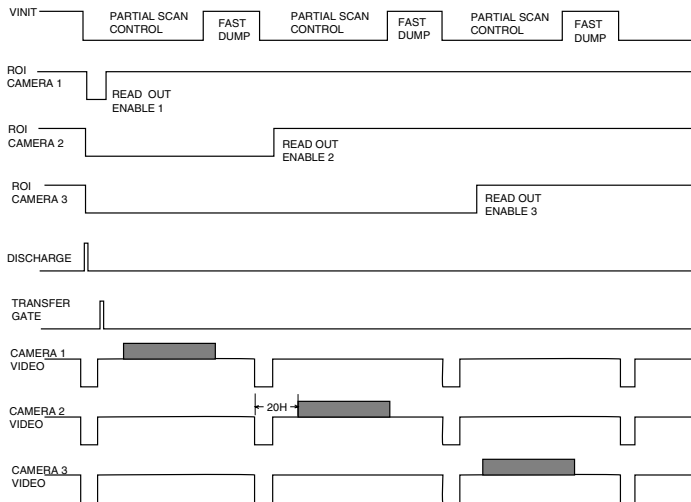 VINIT
PARTIAL SCAN
CONTROL
FAST
DUMP
PARTIAL SCAN
CONTROL
FAST
DUMP
PARTIAL SCAN
CONTROL
FAST
DUMP
ROI
CAMERA 1
READ OUT
ENABLE 1
ROI
CAMERA 2
READ OUT
ENABLE 2
ROI
CAMERA 3
READ OUT
ENABLE 3
DISCHARGE
TRANSFER
GATE
CAMERA 1
VIDEO
CAMERA 2
VIDEO
20H
CAMERA 3
VIDEO